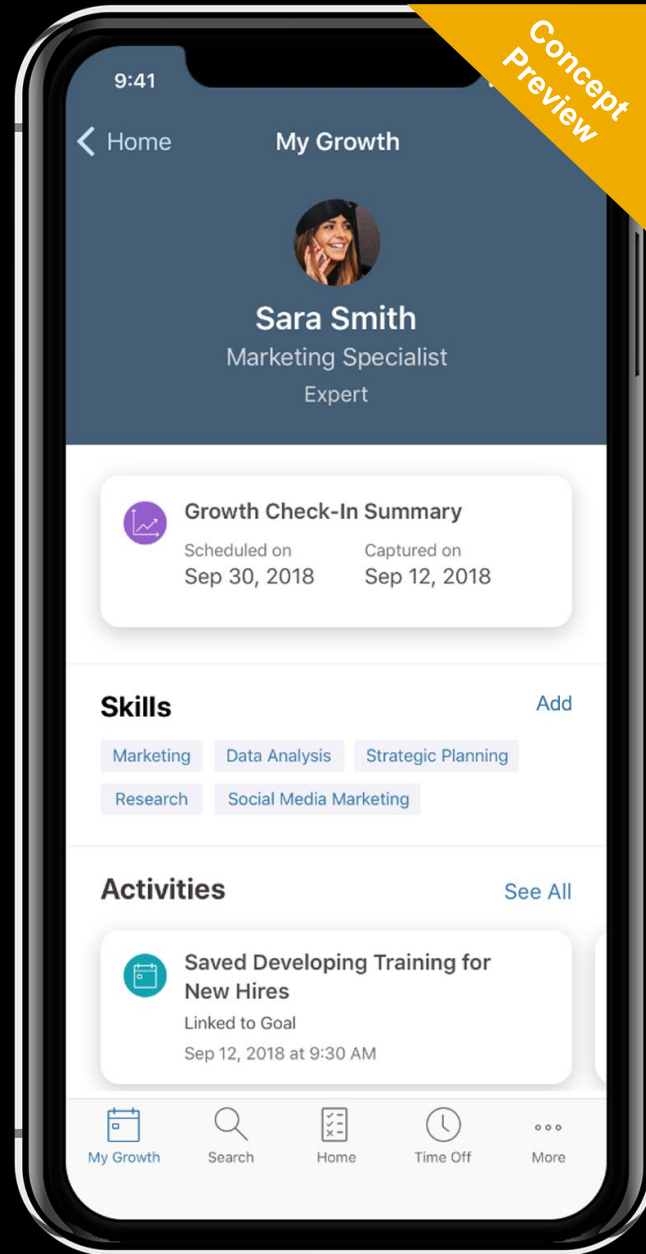 Concept
Preview
9:41
Home
My Growth
Sara Smith
Marketing Specialist
Expert
Growth Check-In Summary
Scheduled on Captured on
Sep 30, 2018 Sep 12, 2018
Skills Add
Marketing Data Analysis Strategic Planning
Research Social Media Marketing
Activities See All
Saved Developing Training for
New Hires
Linked to Goal
Sep 12, 2018 at 9:30 AM
My Growth Search Home Time Off More